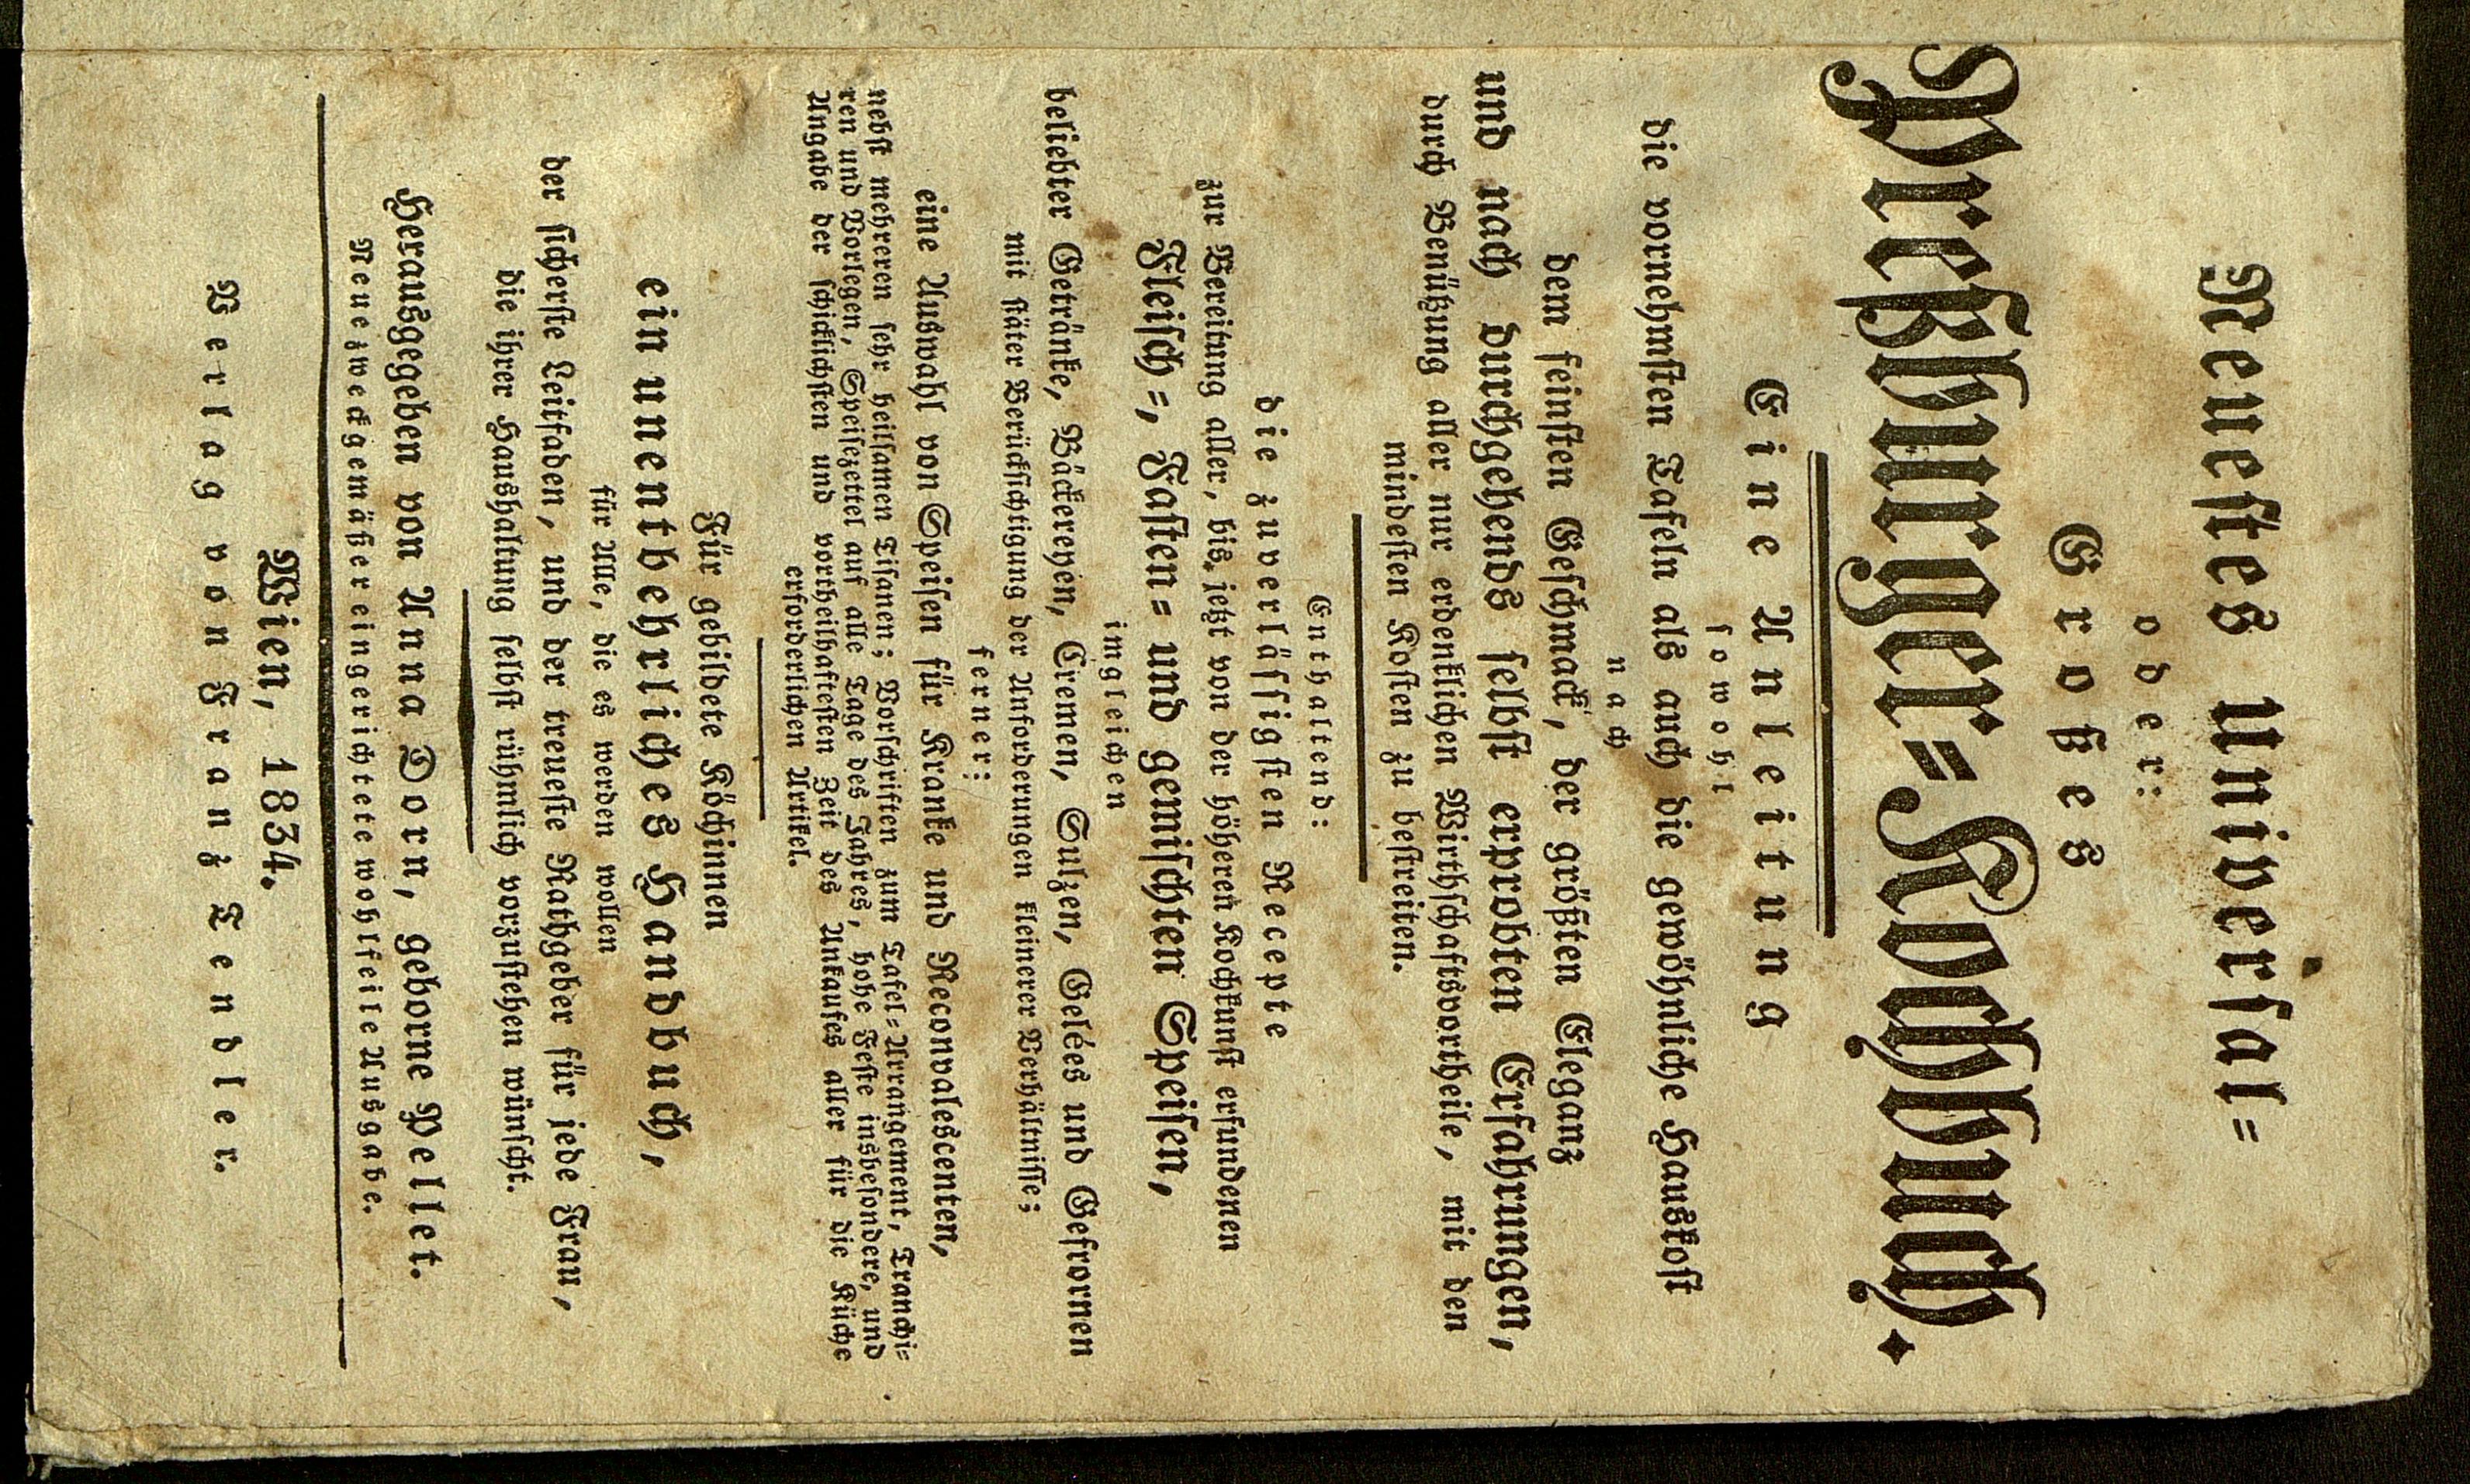 Neuestes Universal=
oder:
Großes
Preßburger=Kochbuch.
Eine Anleitung
sowohl
die vornehmsten Tafeln als auch die gewöhnliche Hauskost
nach
dem feinsten Geschmack, der größten Eleganz
und nach durchgehends selbst erprobten Erfahrungen,
durch Benützung aller nur erdenklichen Wirthschaftsvortheile, mit den
mindesten Kosten zu bestreiten.
Enthaltend:
die zuverlässigsten Recepte
zur Bereitung aller, bis jetzt von der höheren Kochkunst erfundenen
Fleisch=, Fasten= und gemischten Speisen,
imgleichen
beliebter Getränke, Bäckereyen, Cremen, Sulzen, Gelées und Gefrornen
mit stäter Berücksichtigung der Anforderungen kleinerer Verhältnisse;
ferner:
eine Auswahl von Speisen für Kranke und Reconvalescenten,
nebst mehreren sehr heilsamen Tisanen; Vorschriften zum Tafel=Arrangement, Tranchi=
ren und Vorlegen, Speisezettel auf alle Tage des Jahres, hohe Feste insbesondere, und
Angabe der schicklichsten und vortheilhaftesten Zeit des Ankaufes aller für die Küche
erforderlichen Artikel.
Für gebildete Köchinnen
ein unentbehrliches Handbuch,
für Alle, die es werden wollen
der sicherste Leitfaden, und der treueste Rathgeber für jede Frau,
die ihrer Haushaltung selbst rühmlich vorzustehen wünscht.
Herausgegeben von Anna Dorn, geborne Pellet.
Neue zweckgemäßer eingerichtete wohlfeile Ausgabe.
Wien, 1834.
Verlag von Franz Tendler.